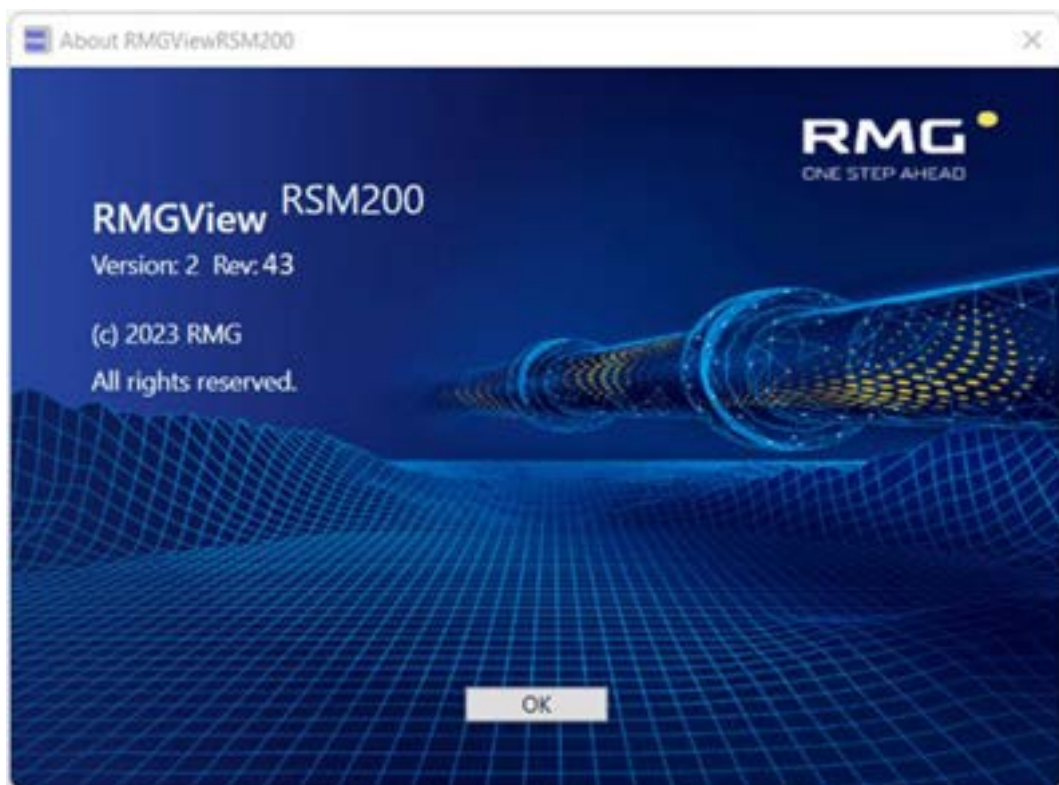 About RMGViewRSM200
RMG
ONE STEP AHEAD
RMGView RSM200
Version: 2 Rev: 43
(c) 2023 RMG
All rights reserved.
OK